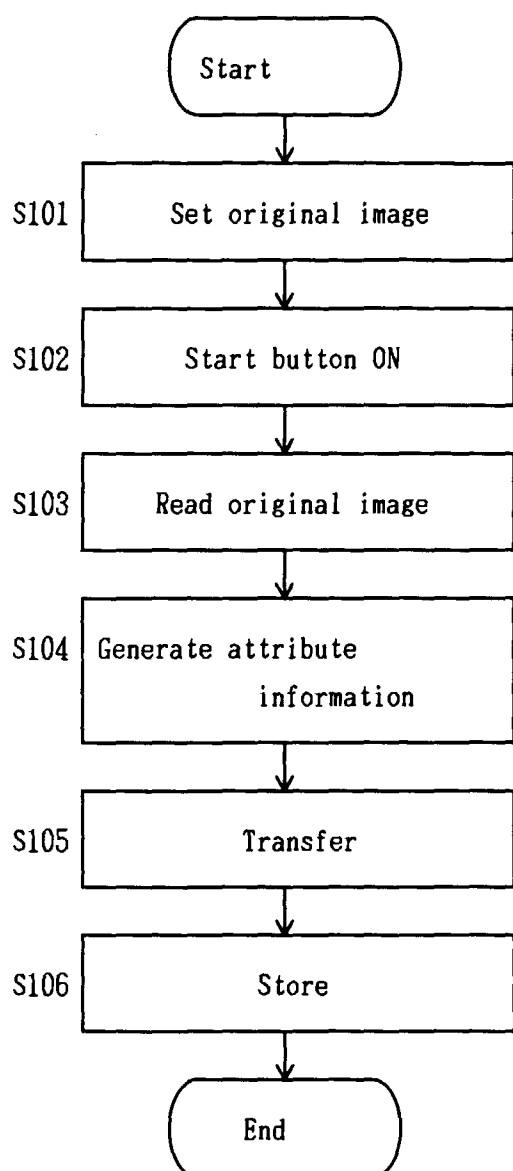 Start
S101 Set original image
S102 Start button ON
S103 Read original image
S104 Generate attribute
information
S105 Transfer
S106 Store
End